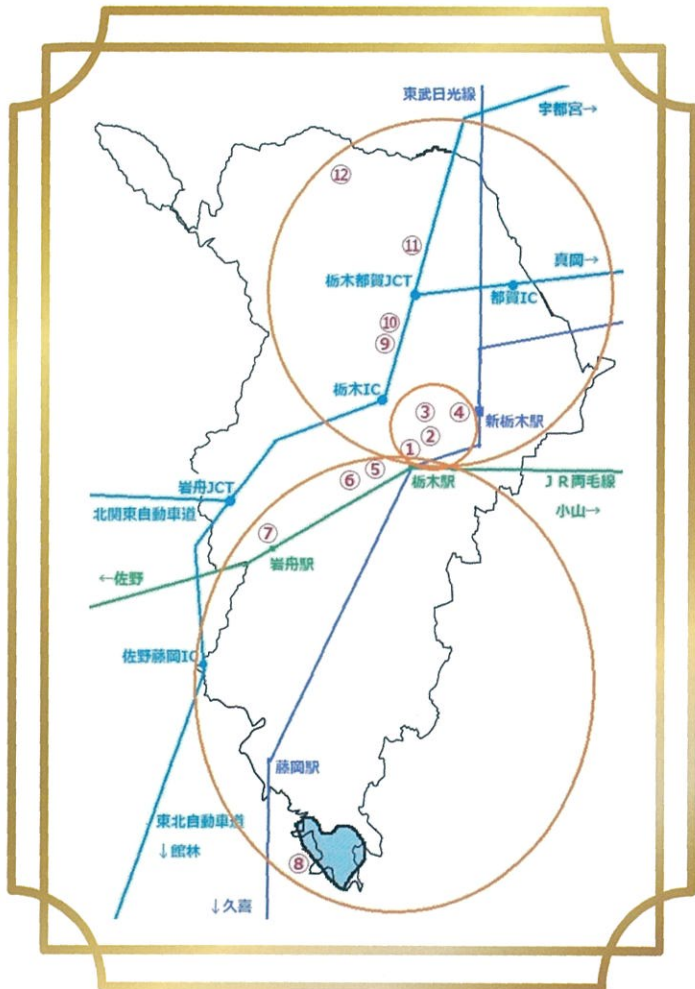 東武日光線
宇都宮→
⑫
⑪
真岡→
栃木都賀JCT
都賀IC
⑩
⑨
栃木IC
③
④
新栃木駅
②
①
⑤
⑥
栃木駅
JR両毛線
小山→
岩舟JCT
北関東自動車道
⑦
岩舟駅
←佐野
佐野藤岡IC
藤岡駅
東北自動車道
↓館林
⑧
↓久喜